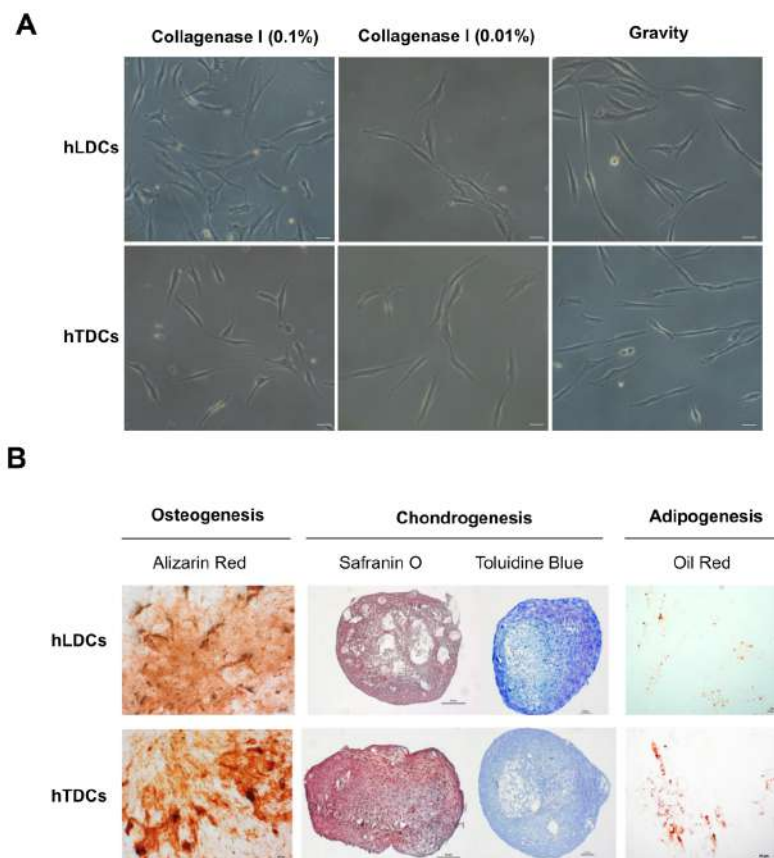 A
Collagenase I (0.1%) Collagenase I (0.01%) Gravity
hLDCs
hTDCs
B
Osteogenesis Chondrogenesis Adipogenesis
Alizarin Red Safranin O Toluidine Blue Oil Red
hLDCs
hTDCs